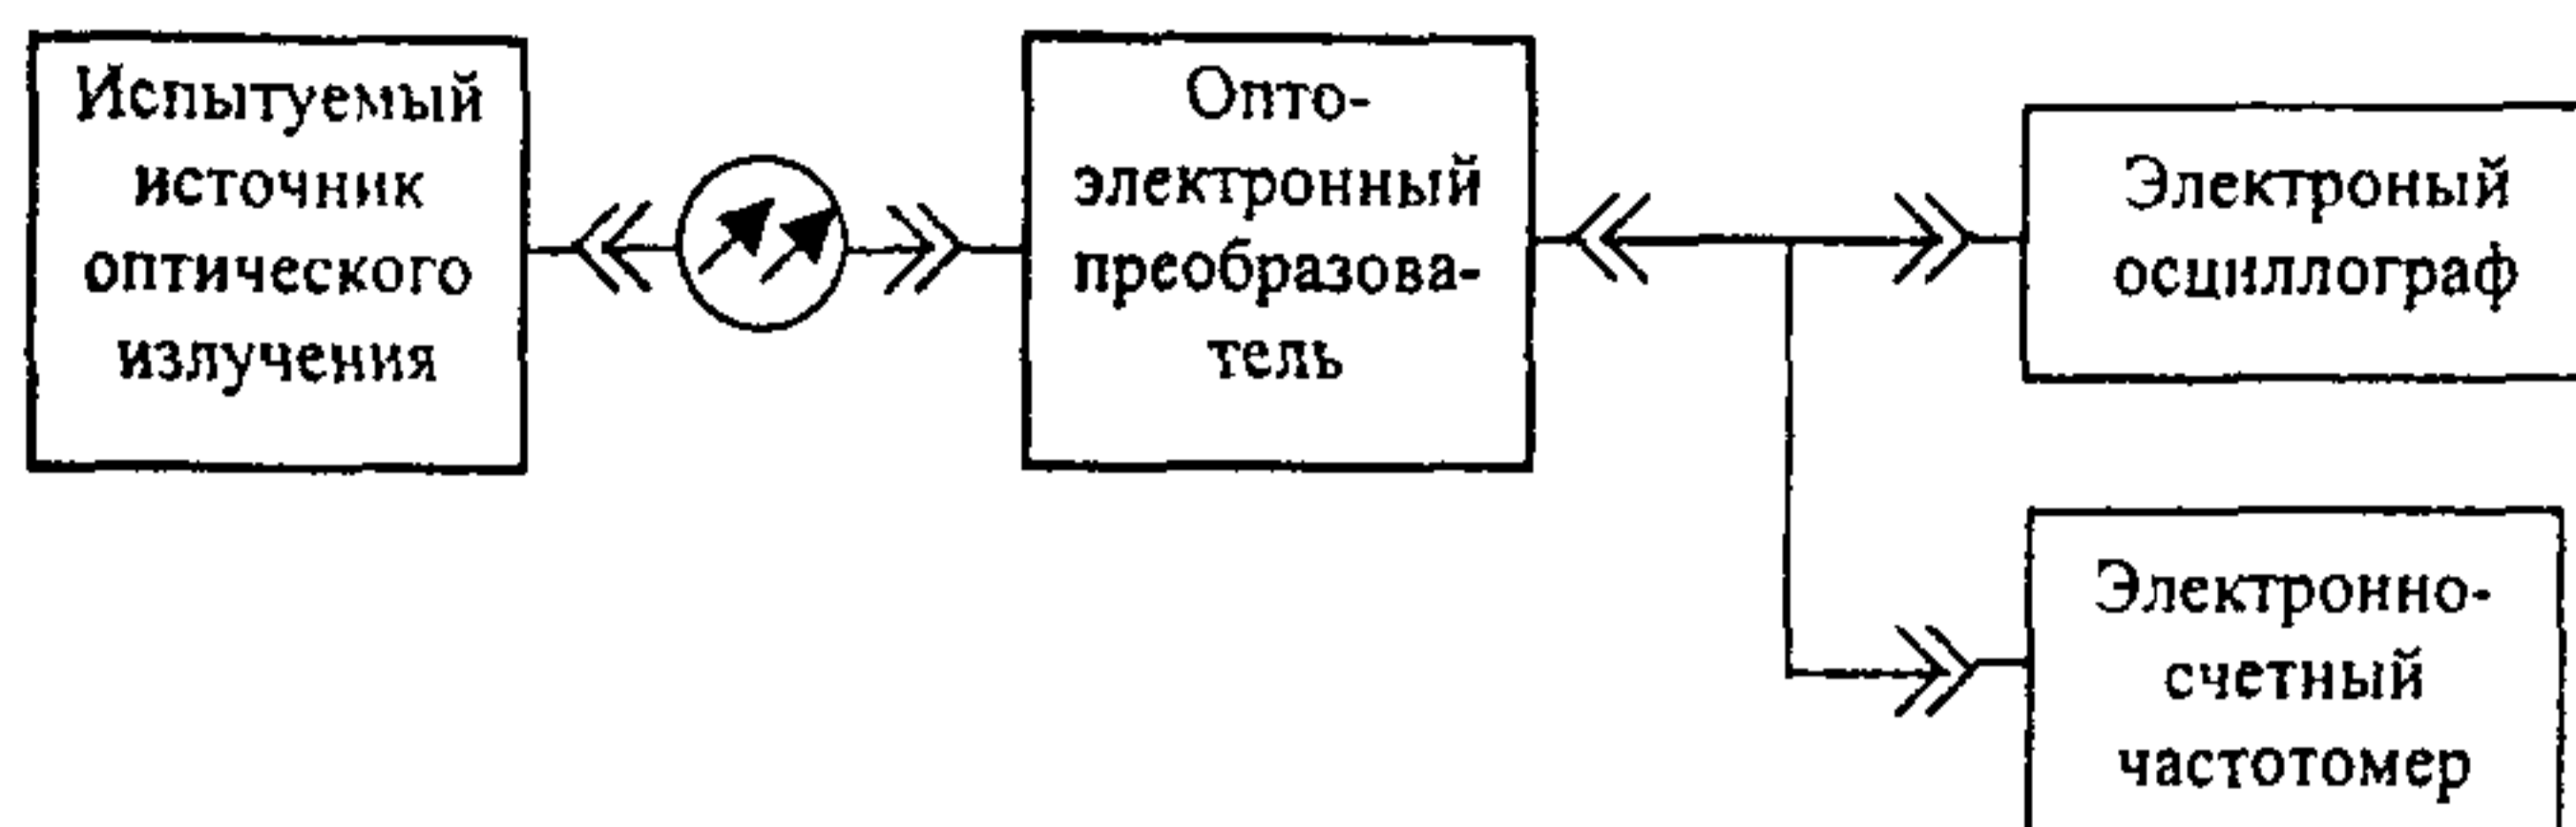 Испытуемый
источник
оптического
излучения
Опто-
электронный
преобразова-
тель
Электроный
осциллограф
Электронно-
счетный
частотомер